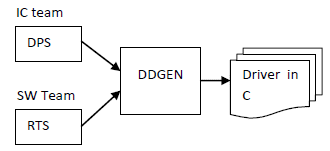 IC team
DPS
DDGEN
Driver in
C
SW Team
RTS